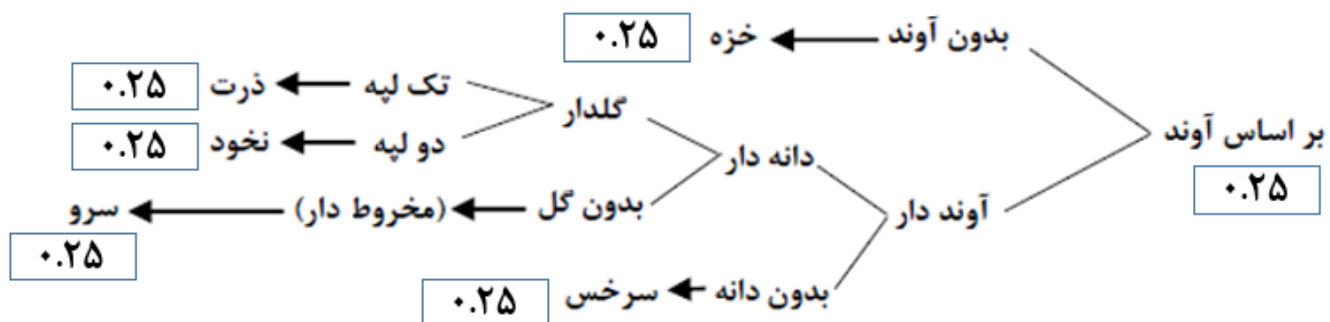 بدون آوند خزه ۰.۲۵
تک لپه ذرت ۰.۲۵
گلدار
بر اساس آوند
دو لپه نخود ۰.۲۵
دانه دار
۰.۲۵
بدون گل (مخروط دار) سرو
آوند دار
۰.۲۵
بدون دانه سرخس ۰.۲۵